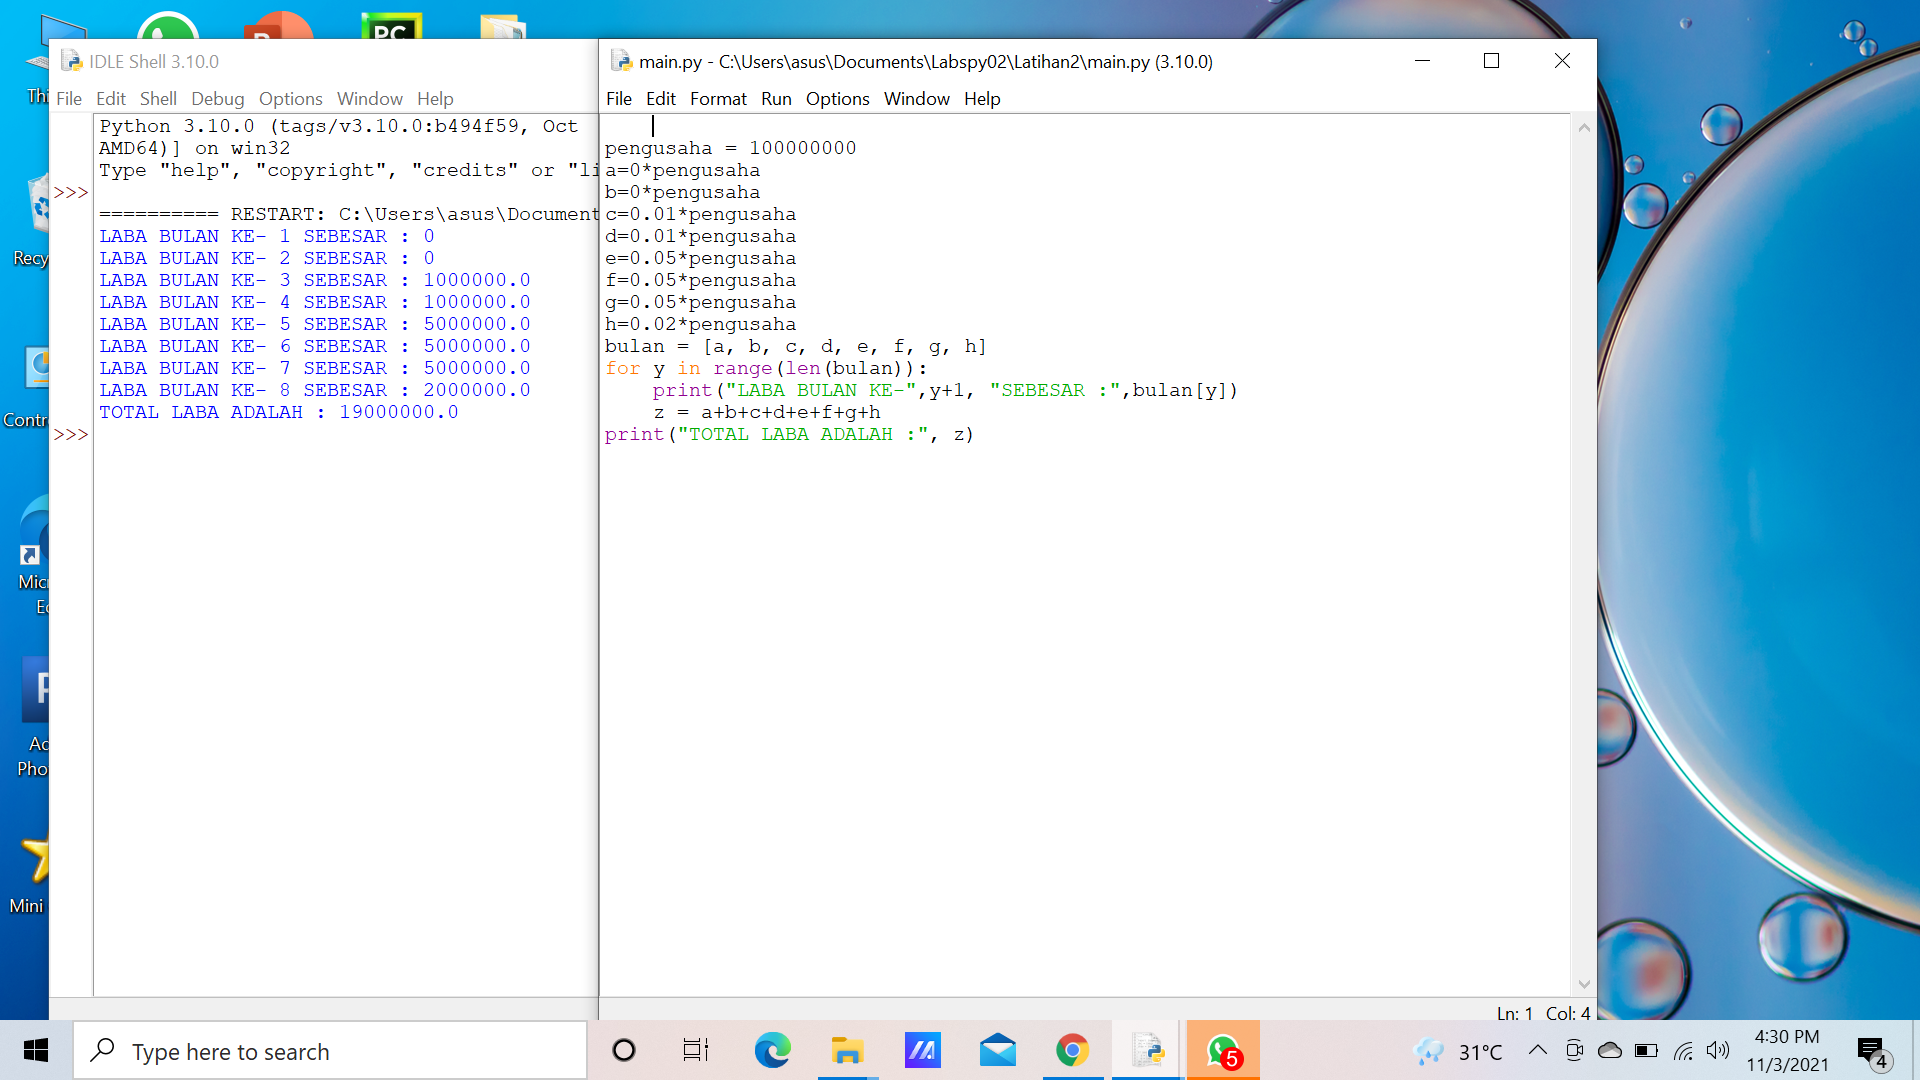 PC
This
Recy
Contr
Micr
Ed
Ad
Pho
Mini
IDLE Shell 3.10.0
File Edit Shell Debug Options Window Help
Python 3.10.0 (tags/v3.10.0:b494f59, Oct
AMD64)] on win32
Type "help", "copyright", "credits" or "li
>>>
========== RESTART: C:\Users\asus\Document
LABA BULAN KE- 1 SEBESAR : 0
LABA BULAN KE- 2 SEBESAR : 0
LABA BULAN KE- 3 SEBESAR : 1000000.0
LABA BULAN KE- 4 SEBESAR : 1000000.0
LABA BULAN KE- 5 SEBESAR : 5000000.0
LABA BULAN KE- 6 SEBESAR : 5000000.0
LABA BULAN KE- 7 SEBESAR : 5000000.0
LABA BULAN KE- 8 SEBESAR : 2000000.0
TOTAL LABA ADALAH : 19000000.0
>>>
main.py - C:\Users\asus\Documents\Labspy02\Latihan2\main.py (3.10.0)
File Edit Format Run Options Window Help
pengusaha = 100000000
a=0*pengusaha
b=0*pengusaha
c=0.01*pengusaha
d=0.01*pengusaha
e=0.05*pengusaha
f=0.05*pengusaha
g=0.05*pengusaha
h=0.02*pengusaha
bulan = [a, b, c, d, e, f, g, h]
for y in range(len(bulan)):
    print("LABA BULAN KE-",y+1, "SEBESAR :",bulan[y])
    z = a+b+c+d+e+f+g+h
print("TOTAL LABA ADALAH :", z)
Ln: 1 Col: 4
Type here to search
5
31°C
4:30 PM
11/3/2021
4